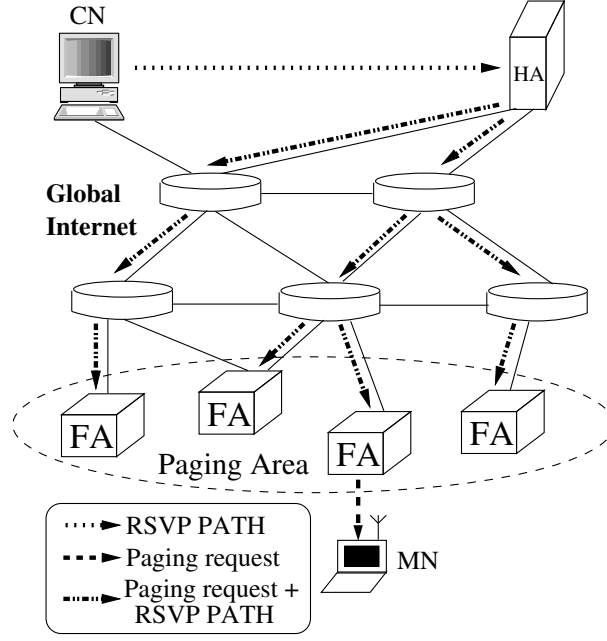 CN
HA
Global
Internet
FA
FA
FA
FA
Paging Area
MN
RSVP PATH
Paging request
Paging request +
RSVP PATH